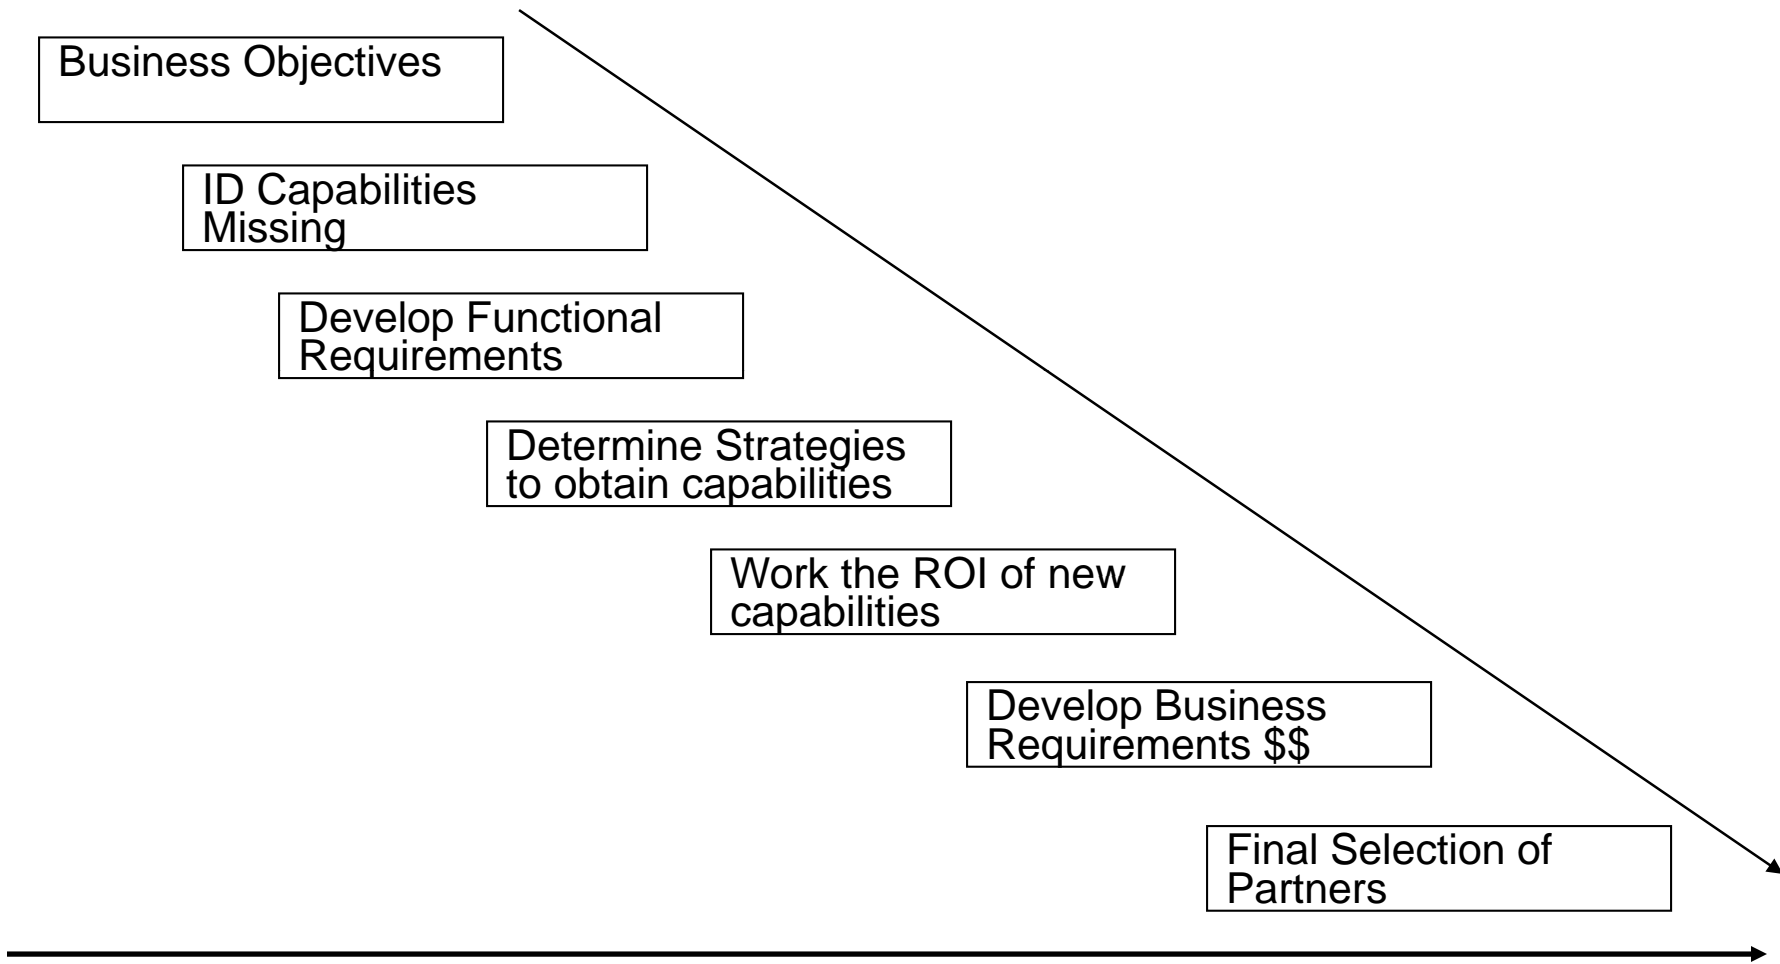 Business Objectives
ID Capabilities
Missing
Develop Functional
Requirements
Determine Strategies
to obtain capabilities
Work the ROI of new
capabilities
Develop Business
Requirements $$
Final Selection of
Partners